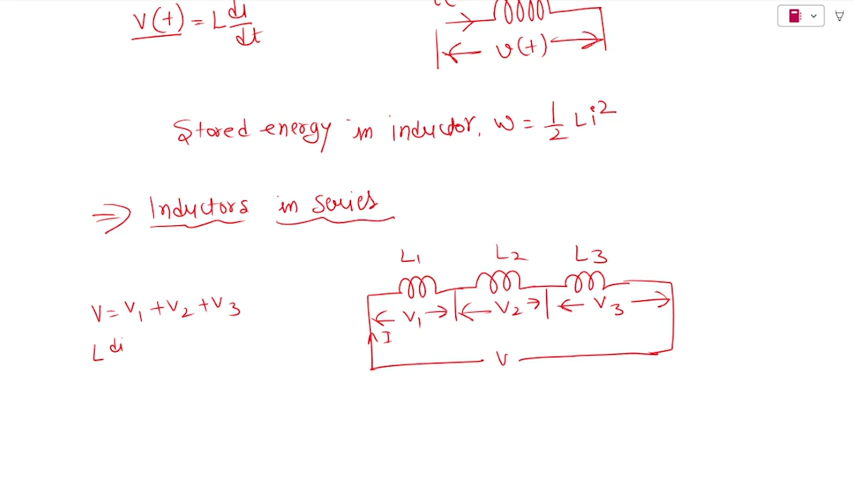 v(t) = L di/dt
v(t)
Stored energy in inductor, w = 1/2 Li²
⇒ Inductors in series
L1 L2 L3
V = V1 + V2 + V3
V1 V2 V3
I
L di
V